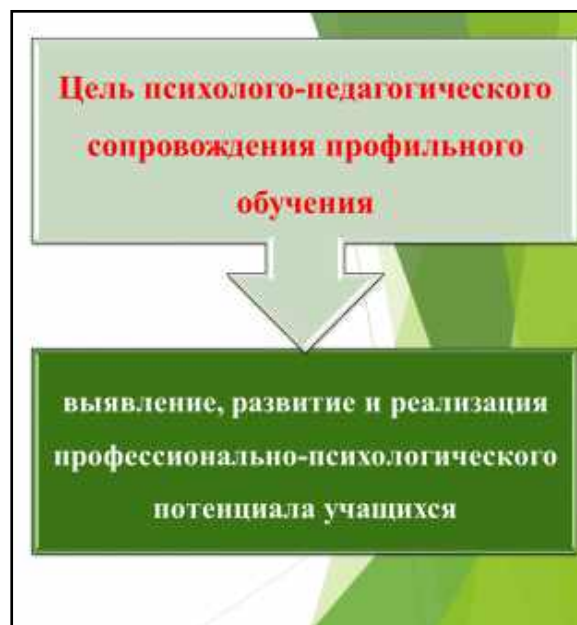 Цель психолого-педагогического
сопровождения профильного
обучения
выявление, развитие и реализация
профессионально-психологического
потенциала учащихся